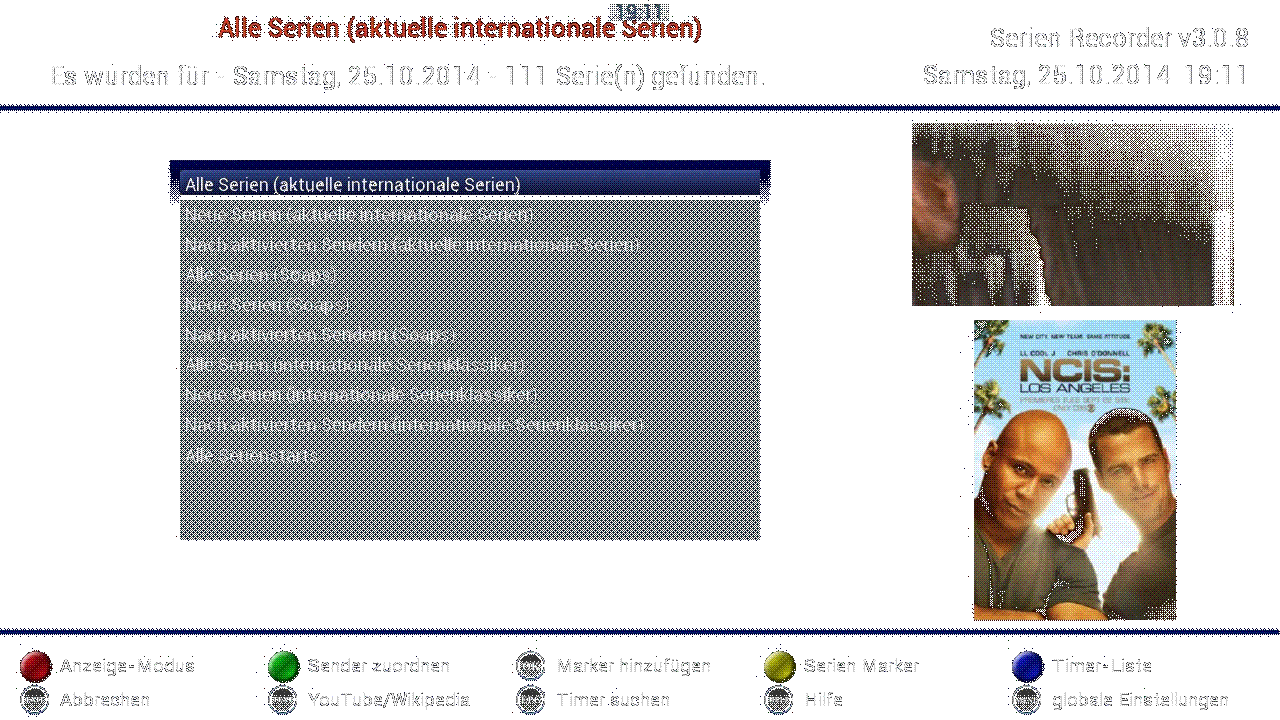 19:11
Alle Serien (aktuelle internationale Serien)
Serien Recorder v3.0.8
Es wurden für - Samstag, 25.10.2014 - 111 Serie(n) gefunden.
Samstag, 25.10.2014 19:11
Alle Serien (aktuelle internationale Serien)
Neue Serien (aktuelle internationale Serien)
Nach aktivierten Sendern (aktuelle internationale Serien)
Alle Serien (Soaps)
Neue Serien (Soaps)
Nach aktivierten Sendern (Soaps)
Alle Serien (internationale Serienklassiker)
Neue Serien (internationale Serienklassiker)
Nach aktivierten Sendern (internationale Serienklassiker)
Alle Serien
NEW CITY. NEW TEAM. SAME ATTITUDE.
LL COOL J CHRIS O'DONNELL
NCIS:
LOS ANGELES
PREMIERES TUES SEPT 22 9/8c
ONLY CBS
Anzeige-Modus
Sender zuordnen
Marker hinzufügen
Serien Marker
Timer-Liste
Abbrechen
YouTube/Wikipedia
Timer suchen
Hilfe
globale Einstellungen